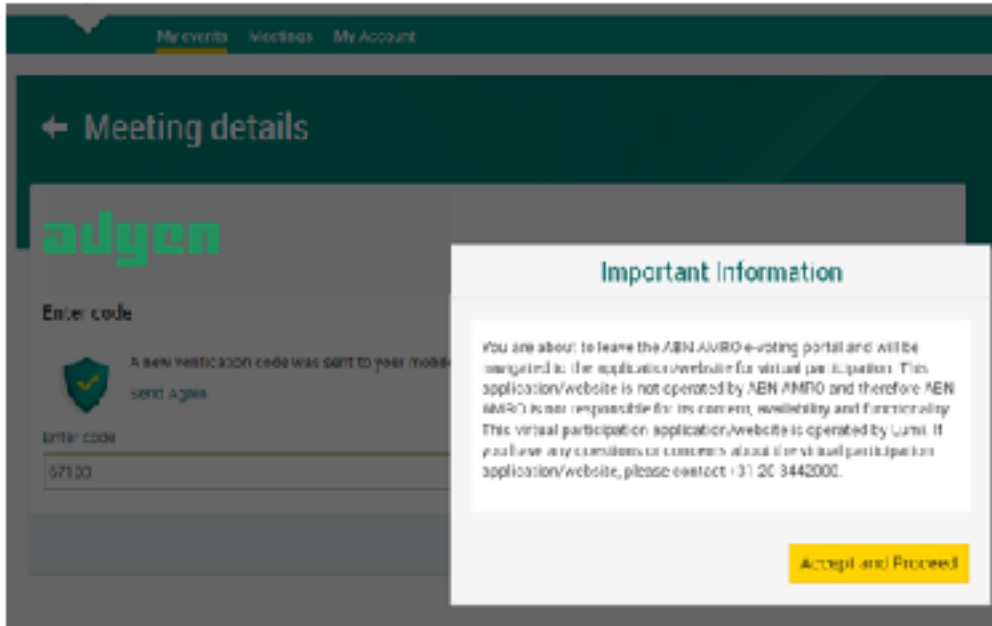 My events Meetings My Account
Meeting details
adyen
Enter code
A new verification code was sent to your mobile
Send Again
Enter code
67100
Important Information
You are about to leave the ABN AMRO e-voting portal and will be
navigated to the application/website for virtual participation. This
application/website is not operated by ABN AMRO and therefore ABN
AMRO is not responsible for its content, availability and functionality.
This virtual participation application/website is operated by Lumi. If
you have any questions or concerns about the virtual participation
application/website, please contact +31 20 3442000.
Accept and Proceed